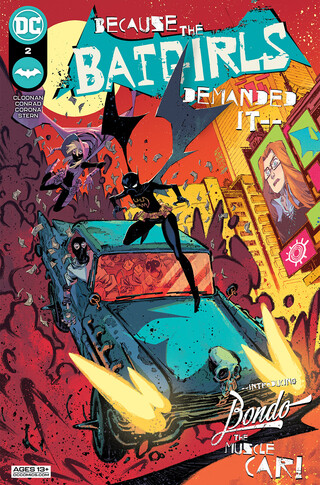 DC
2
CLOONAN
CONRAD
CORONA
STERN
BECAUSE THE
BATGIRLS
DEMANDED
IT--
--INTRODUCING
Bondo
THE
MUSCLE
CAR!
AGES 13+
DCCOMICS.COM